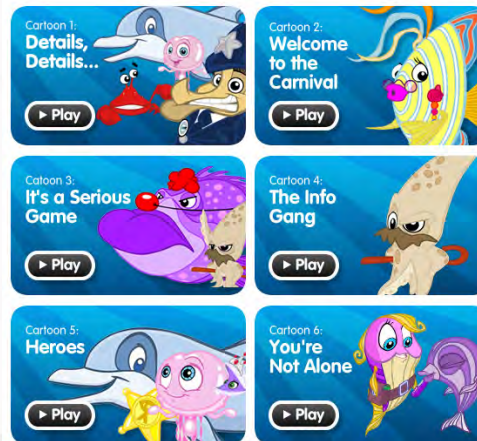 Cartoon 1:
Details,
Details...
Play
Cartoon 2:
Welcome
to the
Carnival
Play
Catoon 3:
It's a Serious
Game
Play
Cartoon 4:
The Info
Gang
Play
Cartoon 5:
Heroes
Play
Cartoon 6:
You're
Not Alone
Play